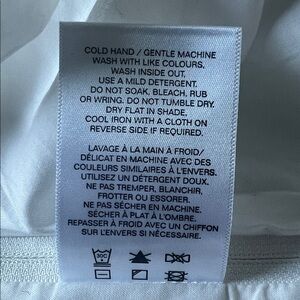 COLD HAND / GENTLE MACHINE
WASH WITH LIKE COLOURS,
WASH INSIDE OUT,
USE A MILD DETERGENT.
DO NOT SOAK, BLEACH, RUB
OR WRING. DO NOT TUMBLE DRY.
DRY FLAT IN SHADE,
COOL IRON WITH A CLOTH ON
REVERSE SIDE IF REQUIRED.
LAVAGE À LA MAIN À FROID/
DÉLICAT EN MACHINE AVEC DES
COULEURS SIMILAIRES À L'ENVERS.
UTILISEZ UN DÉTERGENT DOUX.
NE PAS TREMPER, BLANCHIR,
FROTTER OU ESSORER.
NE PAS SÉCHER EN MACHINE.
SÉCHER À PLAT À L'OMBRE.
REPASSER À FROID AVEC UN CHIFFON
SUR L'ENVERS SI NÉCESSAIRE.
30C